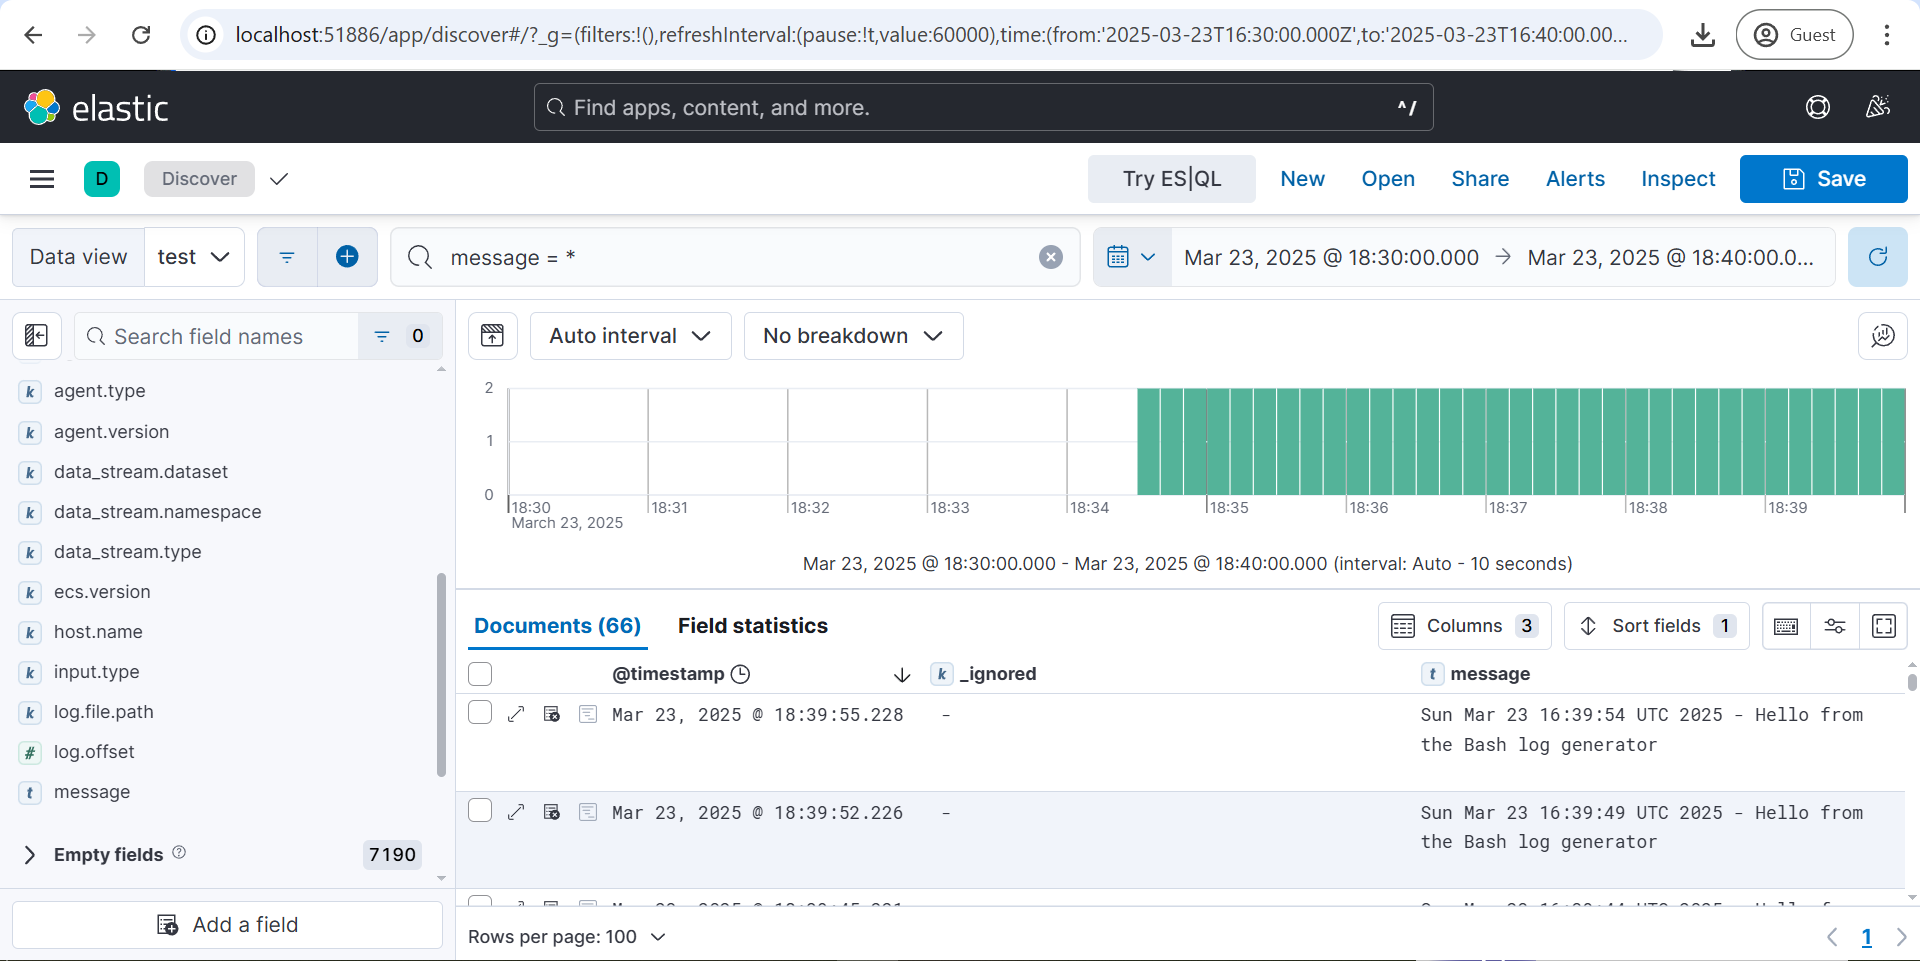 localhost:51886/app/discover#/?_g=(filters:!(),refreshInterval:(pause:!t,value:60000),time:(from:'2025-03-23T16:30:00.000Z',to:'2025-03-23T16:40:00.00...
Guest
elastic
Find apps, content, and more.
^/
D
Discover
Try ES|QL
New
Open
Share
Alerts
Inspect
Save
Data view
test
message = *
Mar 23, 2025 @ 18:30:00.000 → Mar 23, 2025 @ 18:40:00.0...
Search field names
0
Auto interval
No breakdown
k agent.type
k agent.version
k data_stream.dataset
k data_stream.namespace
k data_stream.type
k ecs.version
k host.name
k input.type
k log.file.path
# log.offset
t message
Empty fields
7190
Add a field
2
1
0
18:30 18:31 18:32 18:33 18:34 18:35 18:36 18:37 18:38 18:39
March 23, 2025
Mar 23, 2025 @ 18:30:00.000 - Mar 23, 2025 @ 18:40:00.000 (interval: Auto - 10 seconds)
Documents (66)
Field statistics
Columns 3
Sort fields 1
@timestamp
k _ignored
t message
Mar 23, 2025 @ 18:39:55.228
-
Sun Mar 23 16:39:54 UTC 2025 - Hello from
the Bash log generator
Mar 23, 2025 @ 18:39:52.226
-
Sun Mar 23 16:39:49 UTC 2025 - Hello from
the Bash log generator
Rows per page: 100
1